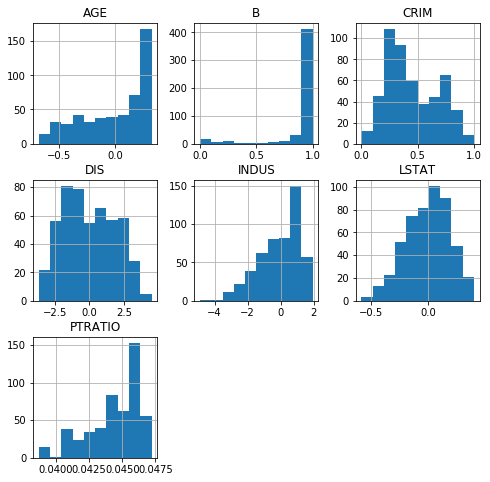 AGE B CRIM
150 400 100
125 80
100 300 60
75 200 40
50 100 20
25
0 0 0
−0.5 0.0 0.0 0.5 1.0 0.0 0.5 1.0
DIS INDUS LSTAT
80 150 100
60 100 80
40 60
20 50 40
20
0 0 0
−2.5 0.0 2.5 −4 −2 0 2 −0.5 0.0
PTRATIO
150
100
50
0
0.0400 0.0425 0.0450 0.0475